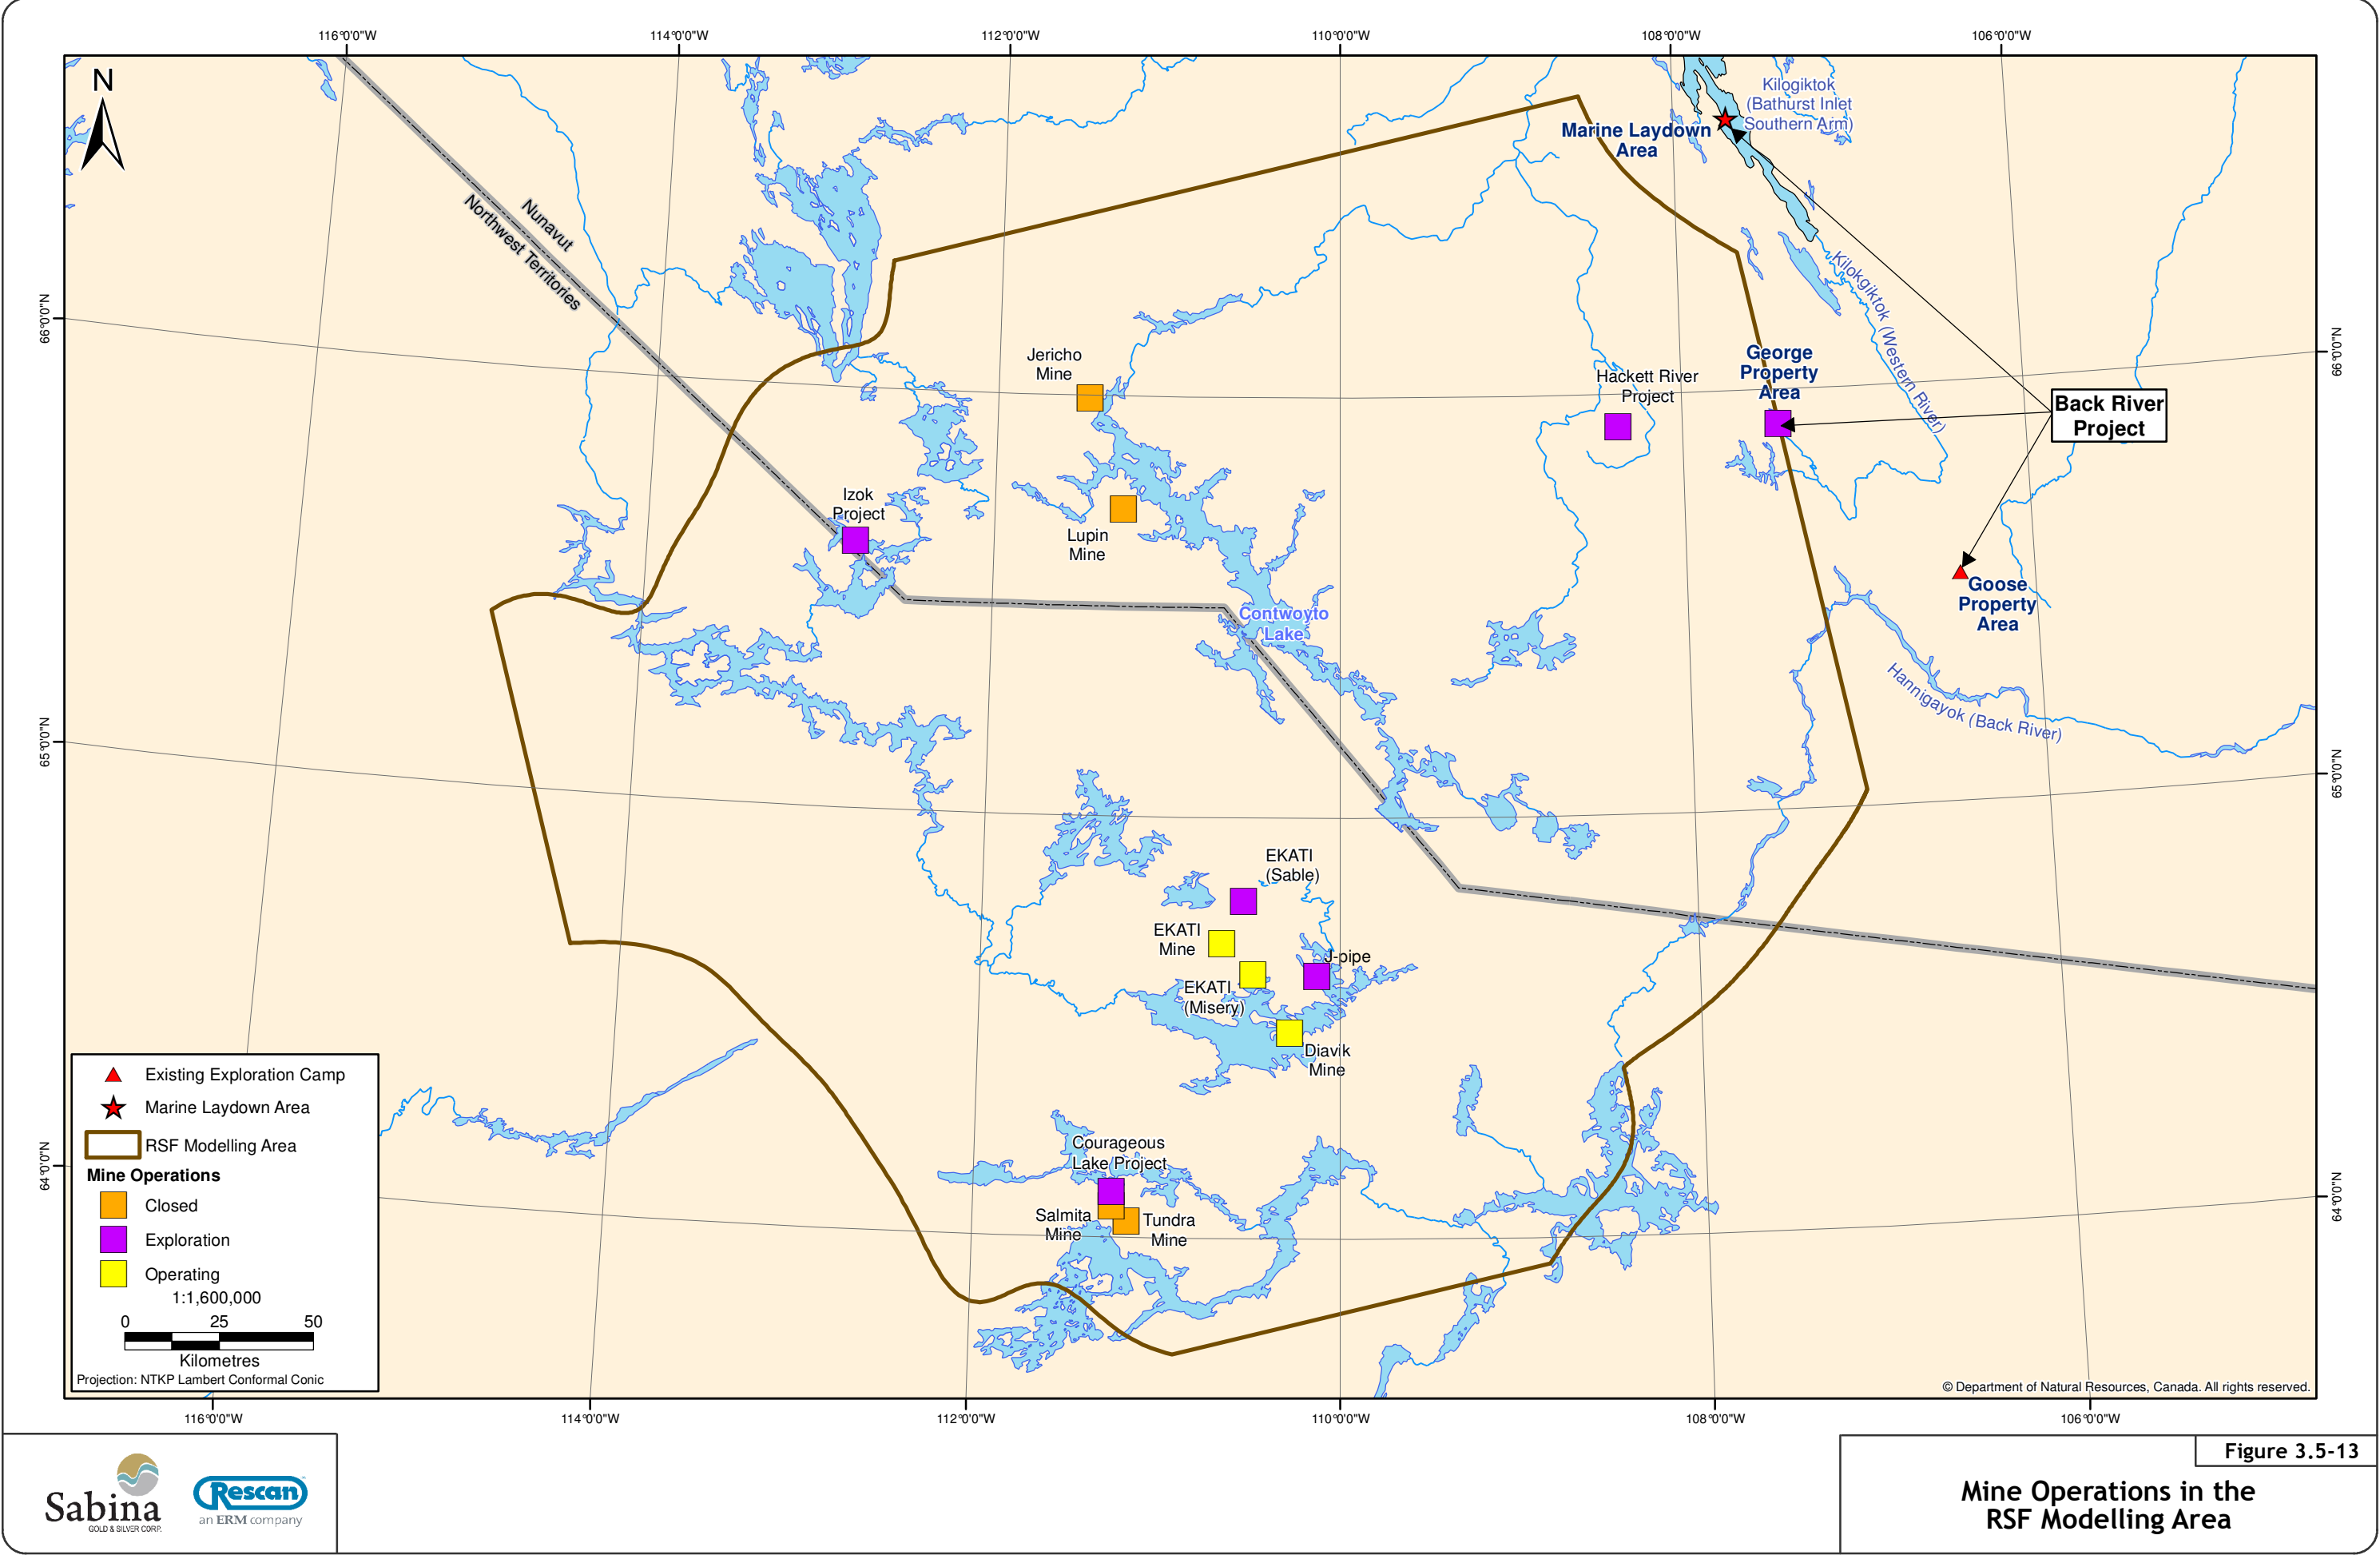 116°0'0"W
114°0'0"W
112°0'0"W
110°0'0"W
108°0'0"W
106°0'0"W
N
Kilogiktok
(Bathurst Inlet
Southern Arm)
Marine Laydown
Area
Nunavut
Northwest Territories
Kilokgiktok (Western River)
66°0'0"N
66°0'0"N
Jericho
Mine
George
Property
Area
Hackett River
Project
Back River
Project
Izok
Project
Lupin
Mine
Goose
Property
Area
Contwoyto
Lake
Hannigayok (Back River)
65°0'0"N
65°0'0"N
EKATI
(Sable)
EKATI
Mine
J-pipe
EKATI
(Misery)
Diavik
Mine
Courageous
Lake Project
Salmita
Mine
Tundra
Mine
64°0'0"N
64°0'0"N
Existing Exploration Camp
Marine Laydown Area
RSF Modelling Area
Mine Operations
Closed
Exploration
Operating
1:1,600,000
0 25 50
Kilometres
Projection: NTKP Lambert Conformal Conic
© Department of Natural Resources, Canada. All rights reserved.
116°0'0"W
114°0'0"W
112°0'0"W
110°0'0"W
108°0'0"W
106°0'0"W
Sabina
GOLD & SILVER CORP.
Rescan
an ERM company
Figure 3.5-13
Mine Operations in the
RSF Modelling Area